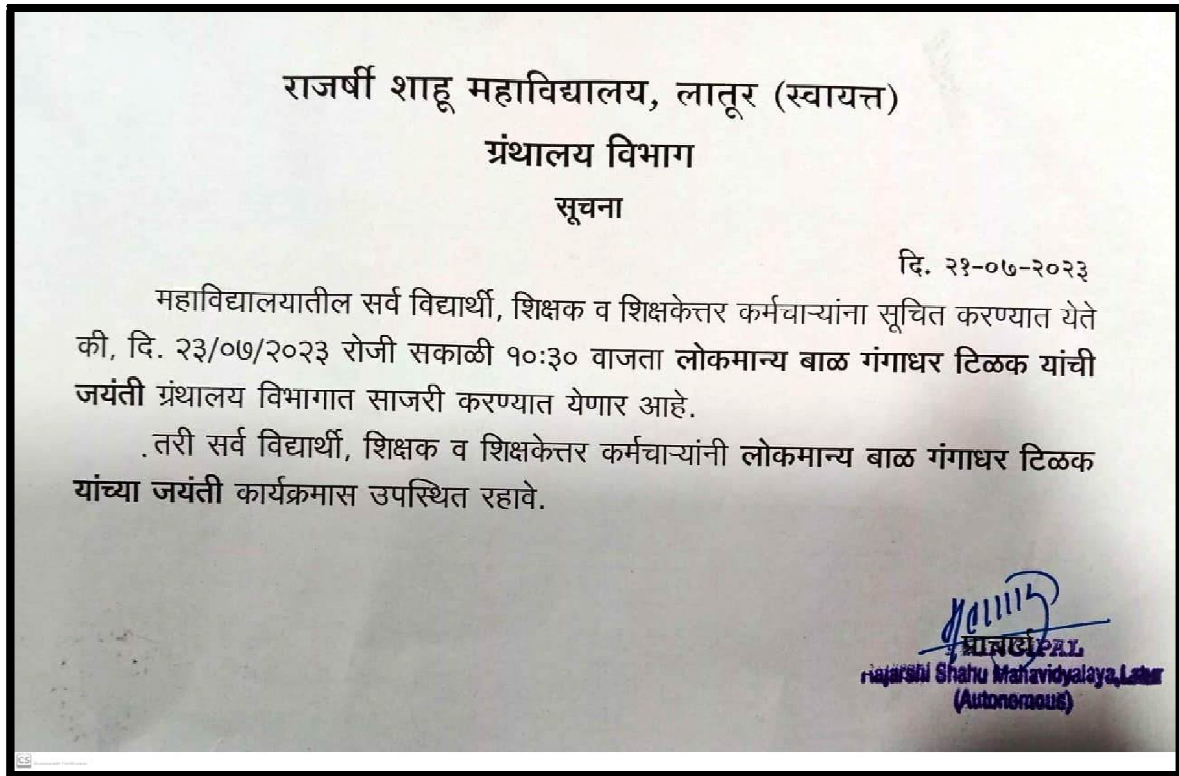 राजर्षी शाहू महाविद्यालय, लातूर (स्वायत्त)
ग्रंथालय विभाग
सूचना
दि. २१-०७-२०२३
महाविद्यालयातील सर्व विद्यार्थी, शिक्षक व शिक्षकेत्तर कर्मचाऱ्यांना सूचित करण्यात येते
की, दि. २३/०७/२०२३ रोजी सकाळी १०:३० वाजता लोकमान्य बाळ गंगाधर टिळक यांची
जयंती ग्रंथालय विभागात साजरी करण्यात येणार आहे.
.तरी सर्व विद्यार्थी, शिक्षक व शिक्षकेत्तर कर्मचाऱ्यांनी लोकमान्य बाळ गंगाधर टिळक
यांच्या जयंती कार्यक्रमास उपस्थित रहावे.
प्राचार्य
PRINCIPAL
Rajarshi Shahu Mahavidyalaya,Latur
(Autonomous)
CS